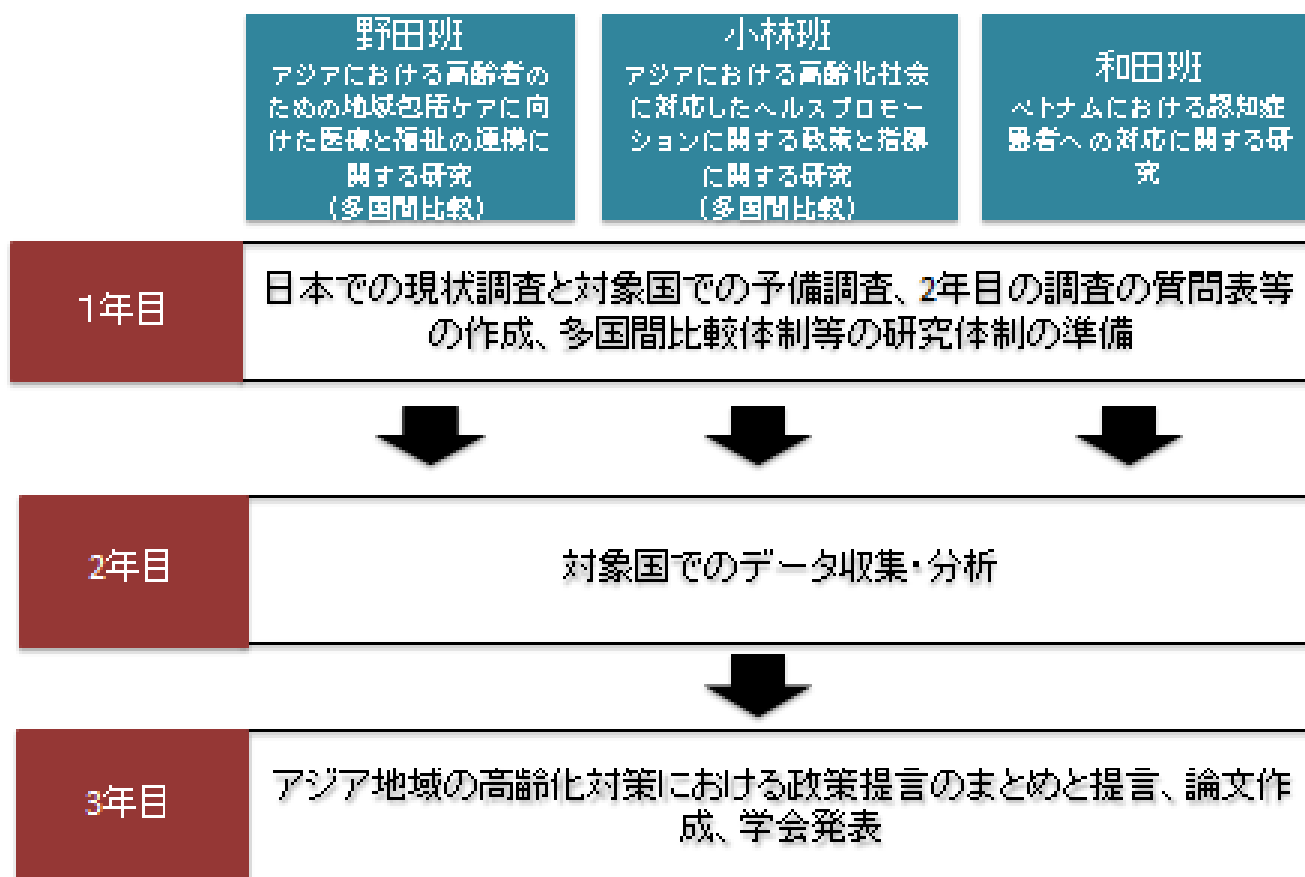 野田班
アジアにおける高齢者の
ための地域包括ケアに向
けた医療と福祉の連携に
関する研究
(多国間比較)
小林班
アジアにおける高齢化社会
に対応したヘルスプロモー
ションに関する政策と指標
に関する研究
(多国間比較)
和田班
ベトナムにおける認知症
患者への対応に関する研
究
1年目
日本での現状調査と対象国での予備調査、2年目の調査の質問表等
の作成、多国間比較体制等の研究体制の準備
2年目
対象国でのデータ収集・分析
3年目
アジア地域の高齢化対策における政策提言のまとめと提言、論文作
成、学会発表